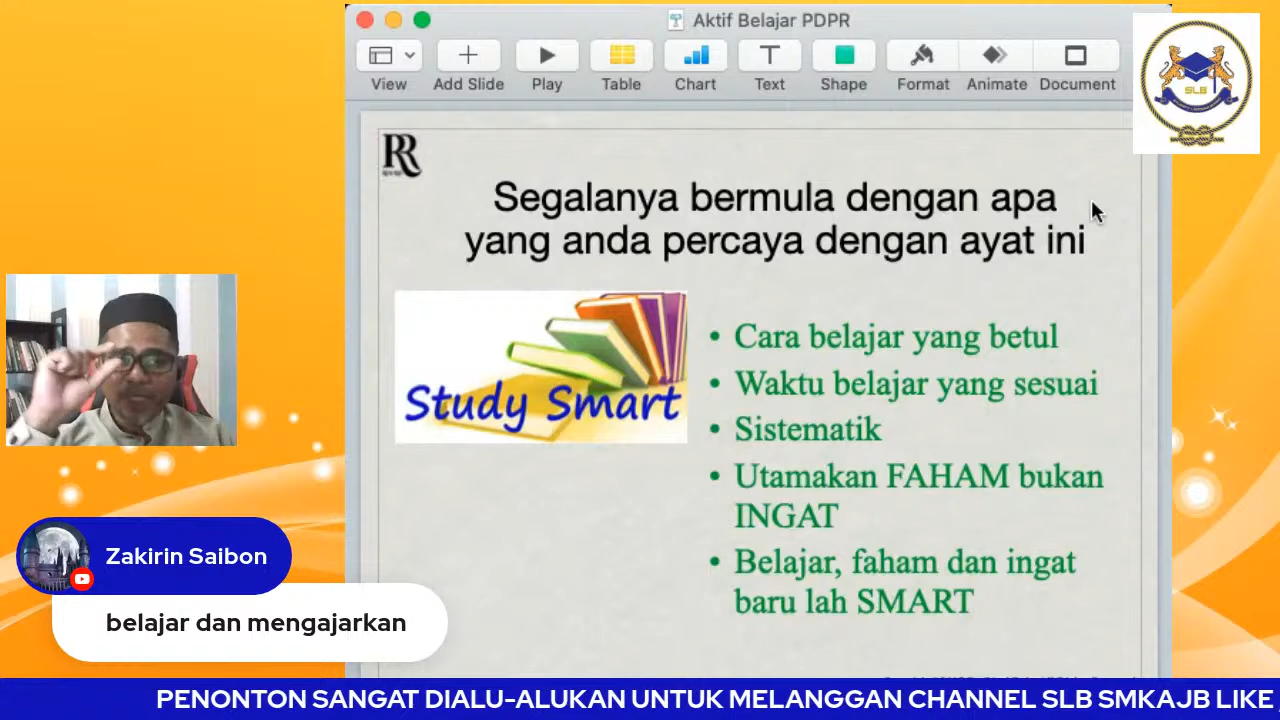 Aktif Belajar PDPR
View
Add Slide
Play
Table
Chart
Text
Shape
Format
Animate
Document
SLB
RR
Segalanya bermula dengan apa
yang anda percaya dengan ayat ini
Study Smart
• Cara belajar yang betul
• Waktu belajar yang sesuai
• Sistematik
• Utamakan FAHAM bukan
INGAT
• Belajar, faham dan ingat
baru lah SMART
Zakirin Saibon
belajar dan mengajarkan
PENONTON SANGAT DIALU-ALUKAN UNTUK MELANGGAN CHANNEL SLB SMKAJB LIKE